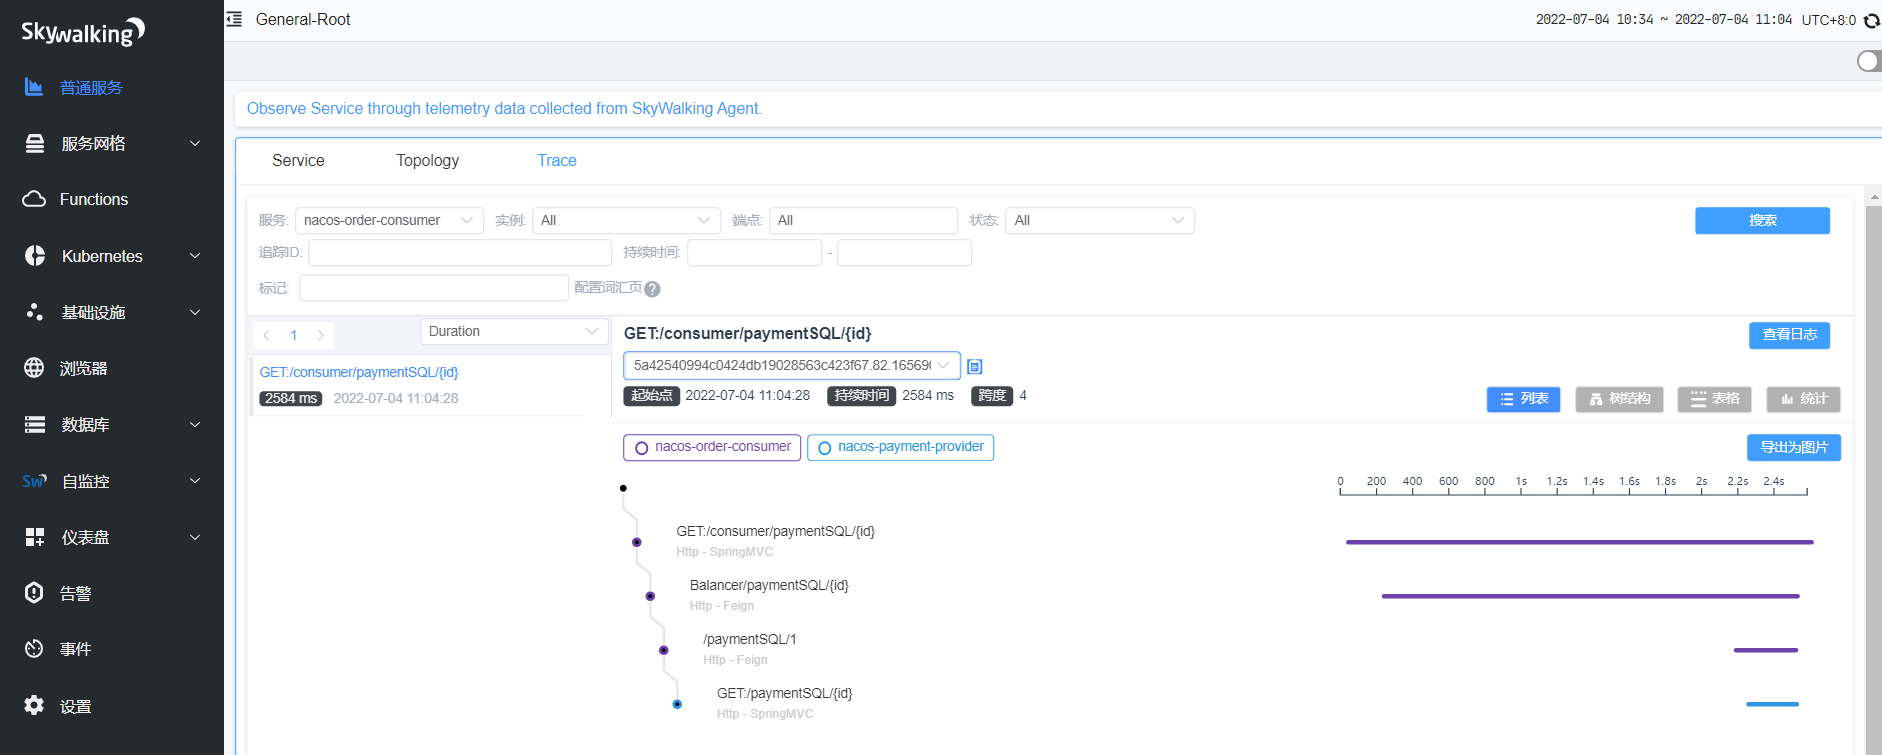 Skywalking
General-Root
2022-07-04 10:34 ~ 2022-07-04 11:04 UTC+8:0
普通服务
服务网格
Functions
Kubernetes
基础设施
浏览器
数据库
Sw 自监控
仪表盘
告警
事件
设置
Observe Service through telemetry data collected from SkyWalking Agent.
Service Topology Trace
服务: nacos-order-consumer 实例: All 端点: All 状态: All 搜索
追踪ID: 持续时间: -
标记: 配置词汇页 ?
1 Duration
GET:/consumer/paymentSQL/{id}
2584 ms 2022-07-04 11:04:28
GET:/consumer/paymentSQL/{id} 查看日志
5a42540994c0424db19028563c423f67.82.16569
起始点 2022-07-04 11:04:28 持续时间 2584 ms 跨度 4
列表 树结构 表格 统计
nacos-order-consumer nacos-payment-provider 导出为图片
0 200 400 600 800 1s 1.2s 1.4s 1.6s 1.8s 2s 2.2s 2.4s
GET:/consumer/paymentSQL/{id}
Http - SpringMVC
Balancer/paymentSQL/{id}
Http - Feign
/paymentSQL/1
Http - Feign
GET:/paymentSQL/{id}
Http - SpringMVC